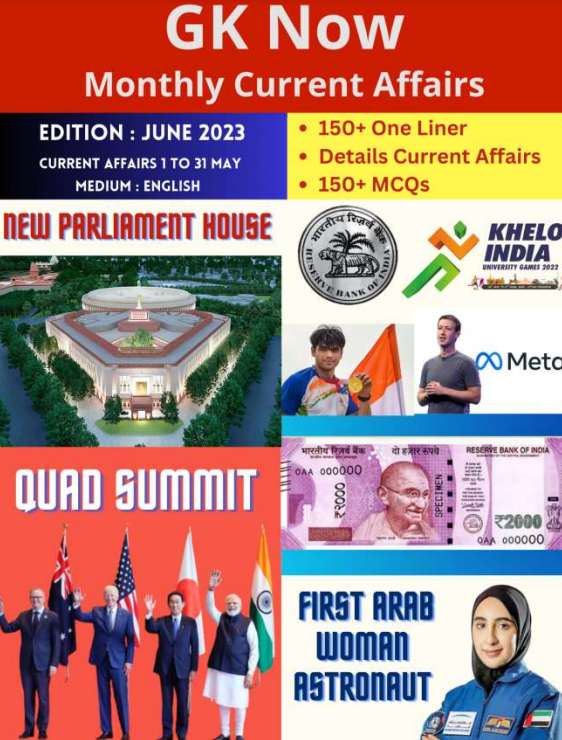 GK Now
Monthly Current Affairs
EDITION : JUNE 2023
CURRENT AFFAIRS 1 TO 31 MAY
MEDIUM : ENGLISH
• 150+ One Liner
• Details Current Affairs
• 150+ MCQs
NEW PARLIAMENT HOUSE
भारतीय रिज़र्व बैंक
RESERVE BANK OF INDIA
KHELO
INDIA
UNIVERSITY GAMES 2022
Meta
भारतीय रिज़र्व बैंक
दो हज़ार रुपये
RESERVE BANK OF INDIA
0AA 000000
₹2000
SPECIMEN
₹2000
0AA 000000
QUAD SUMMIT
FIRST ARAB
WOMAN
ASTRONAUT